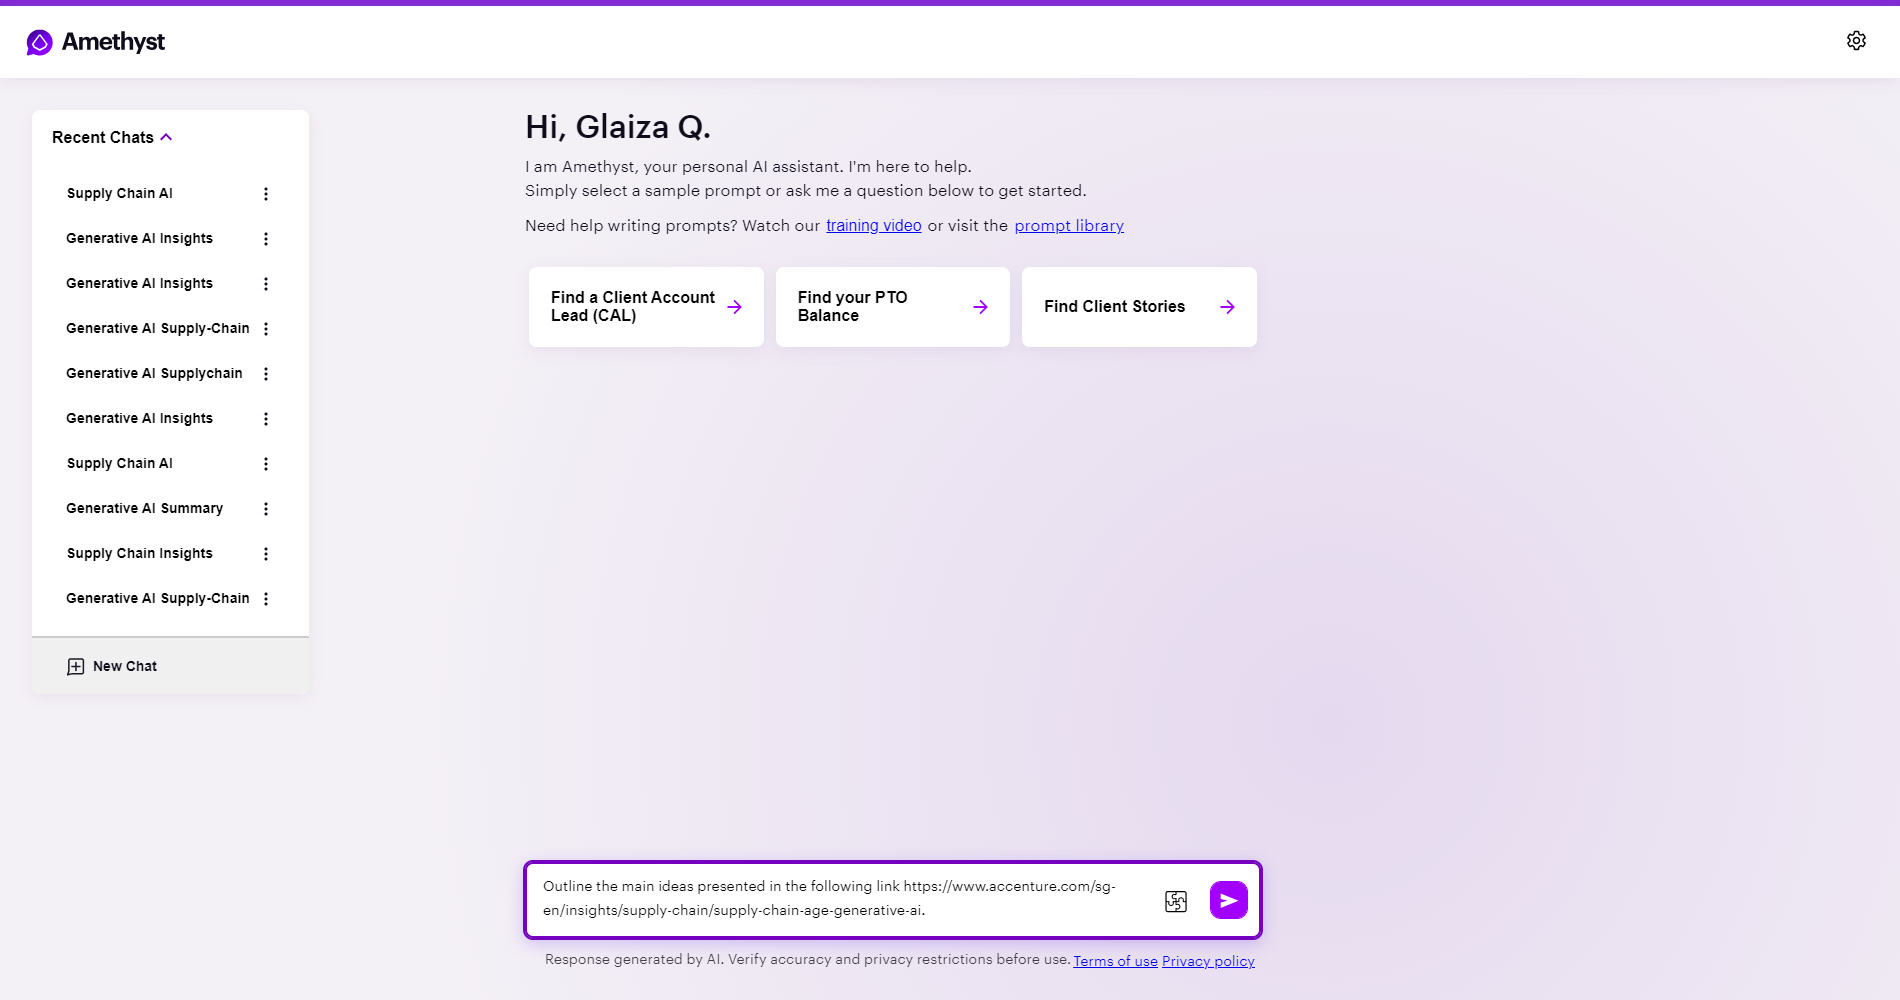 Amethyst
Recent Chats
Supply Chain AI
Generative AI Insights
Generative AI Insights
Generative AI Supply-Chain
Generative AI Supplychain
Generative AI Insights
Supply Chain AI
Generative AI Summary
Supply Chain Insights
Generative AI Supply-Chain
New Chat
Hi, Glaiza Q.
I am Amethyst, your personal AI assistant. I'm here to help.
Simply select a sample prompt or ask me a question below to get started.
Need help writing prompts? Watch our training video or visit the prompt library
Find a Client Account
Lead (CAL)
Find your PTO
Balance
Find Client Stories
Outline the main ideas presented in the following link https://www.accenture.com/sg-
en/insights/supply-chain/supply-chain-age-generative-ai.
Response generated by AI. Verify accuracy and privacy restrictions before use. Terms of use Privacy policy